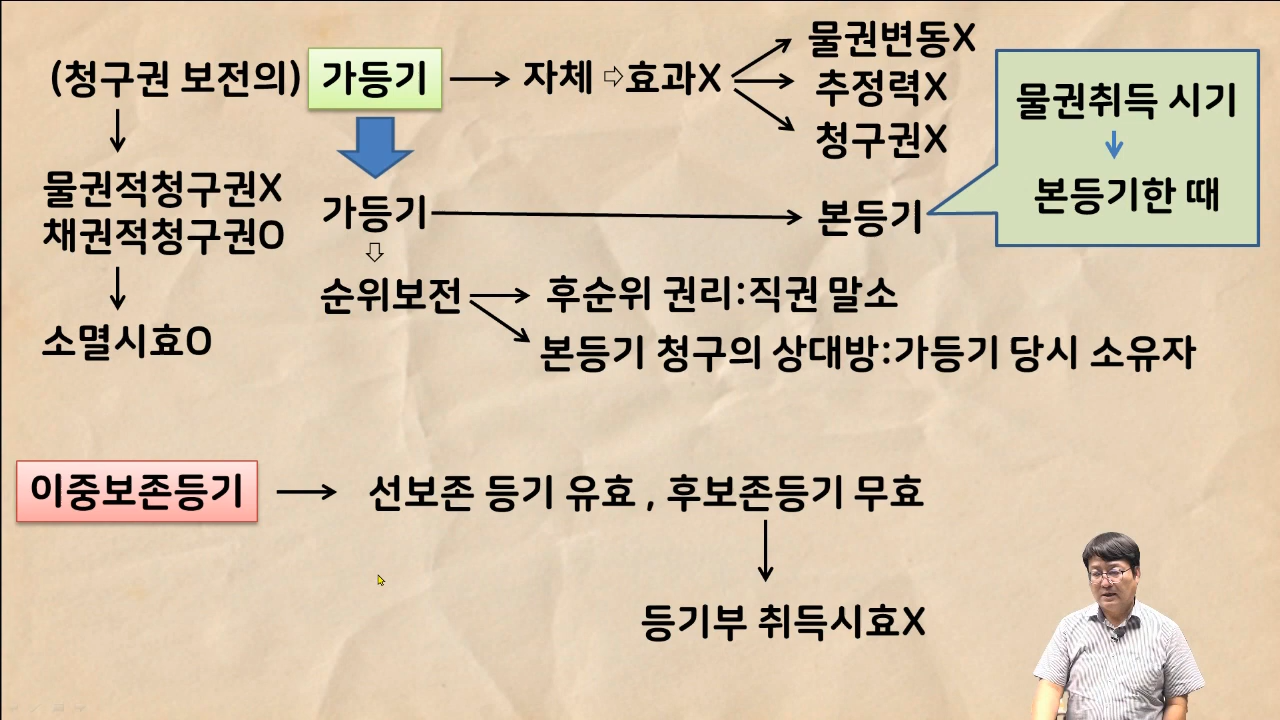 (청구권 보전의) 가등기 → 자체 ⇨효과X
물권변동X
추정력X
청구권X
물권취득 시기
↓
본등기한 때
물권적청구권X
채권적청구권O
소멸시효O
가등기 → 본등기
순위보전
후순위 권리:직권 말소
본등기 청구의 상대방:가등기 당시 소유자
이중보존등기 → 선보존 등기 유효 , 후보존등기 무효
등기부 취득시효X